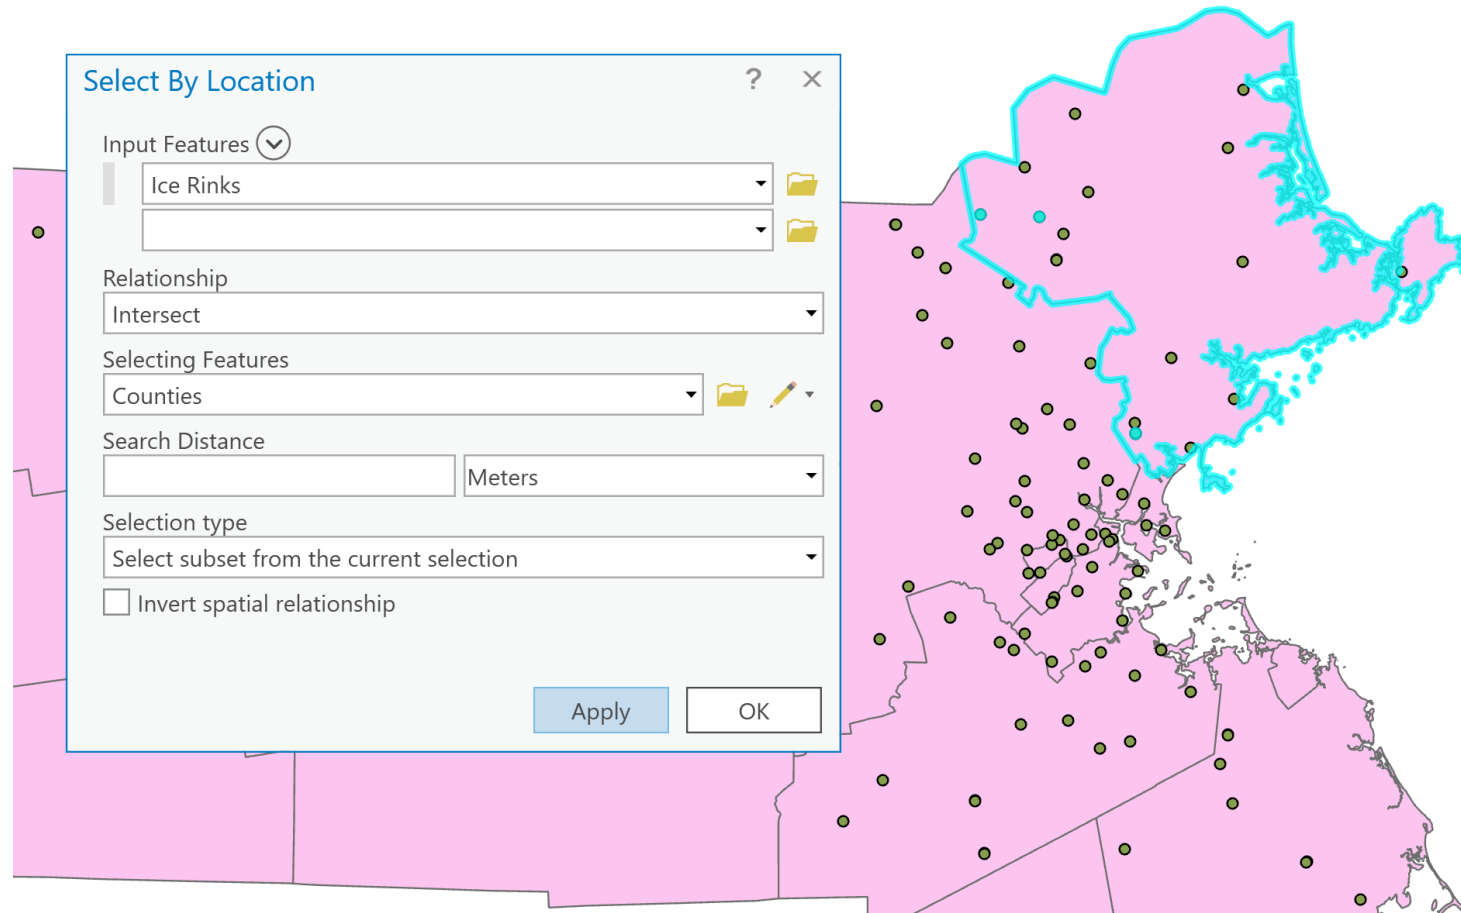 Select By Location ? ×
Input Features
Ice Rinks
Relationship
Intersect
Selecting Features
Counties
Search Distance
Meters
Selection type
Select subset from the current selection
Invert spatial relationship
Apply OK